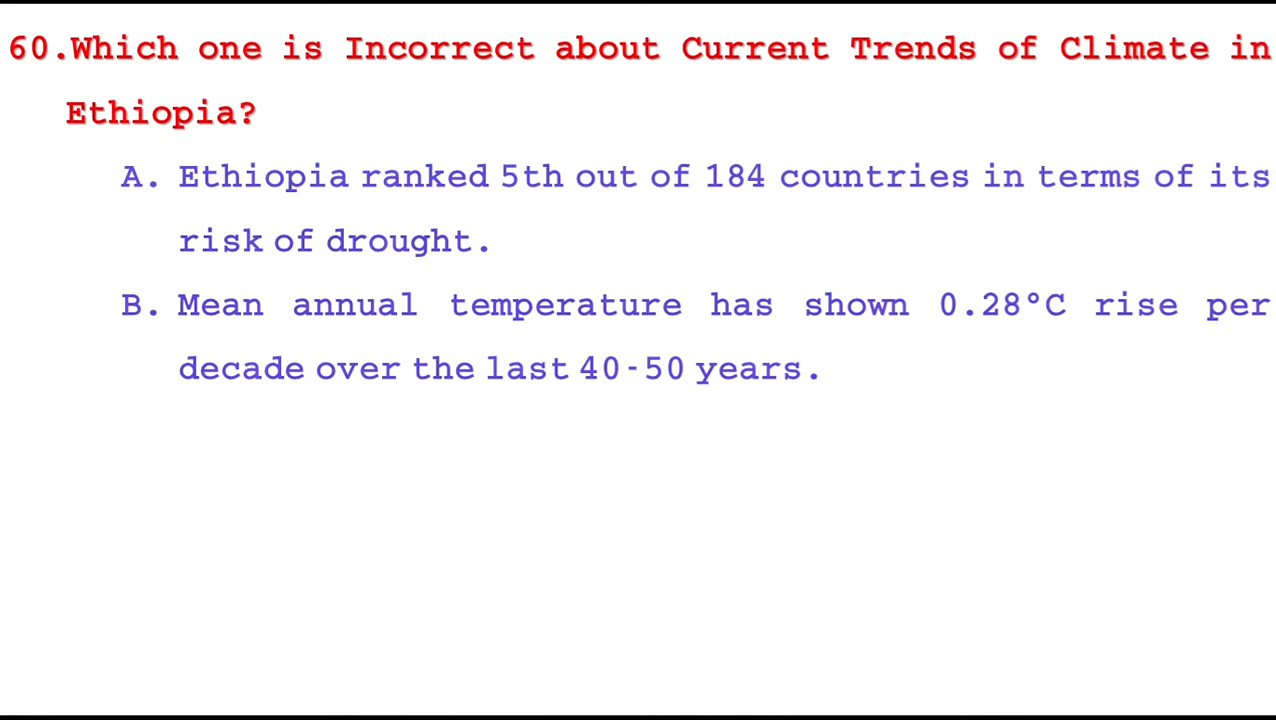 60.Which one is Incorrect about Current Trends of Climate in
Ethiopia?
A. Ethiopia ranked 5th out of 184 countries in terms of its
risk of drought.
B. Mean annual temperature has shown 0.28°C rise per
decade over the last 40-50 years.